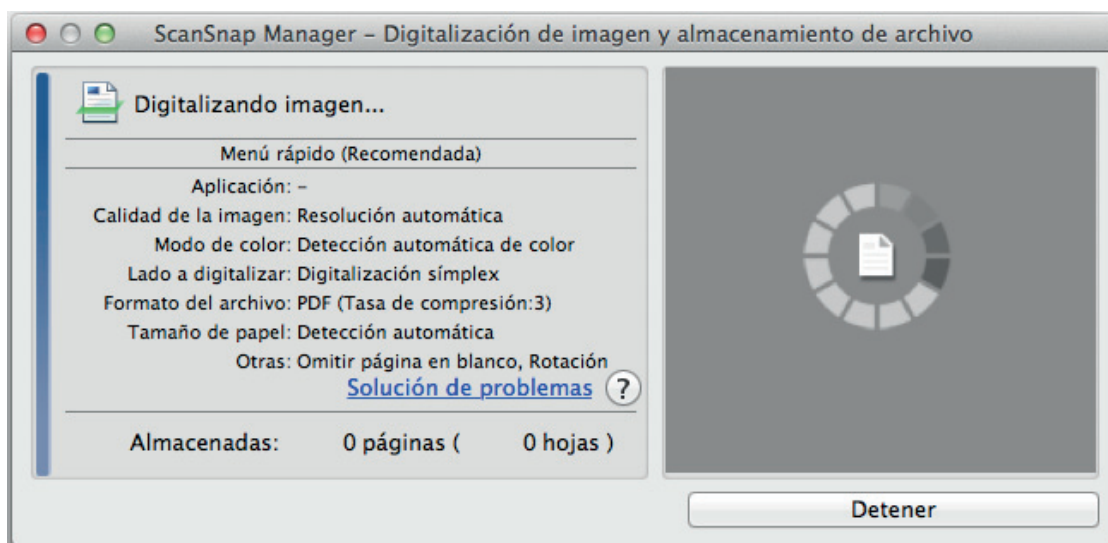 ScanSnap Manager – Digitalización de imagen y almacenamiento de archivo
Digitalizando imagen...
Menú rápido (Recomendada)
Aplicación: –
Calidad de la imagen: Resolución automática
Modo de color: Detección automática de color
Lado a digitalizar: Digitalización símplex
Formato del archivo: PDF (Tasa de compresión:3)
Tamaño de papel: Detección automática
Otras: Omitir página en blanco, Rotación
Solución de problemas ?
Almacenadas: 0 páginas ( 0 hojas )
Detener